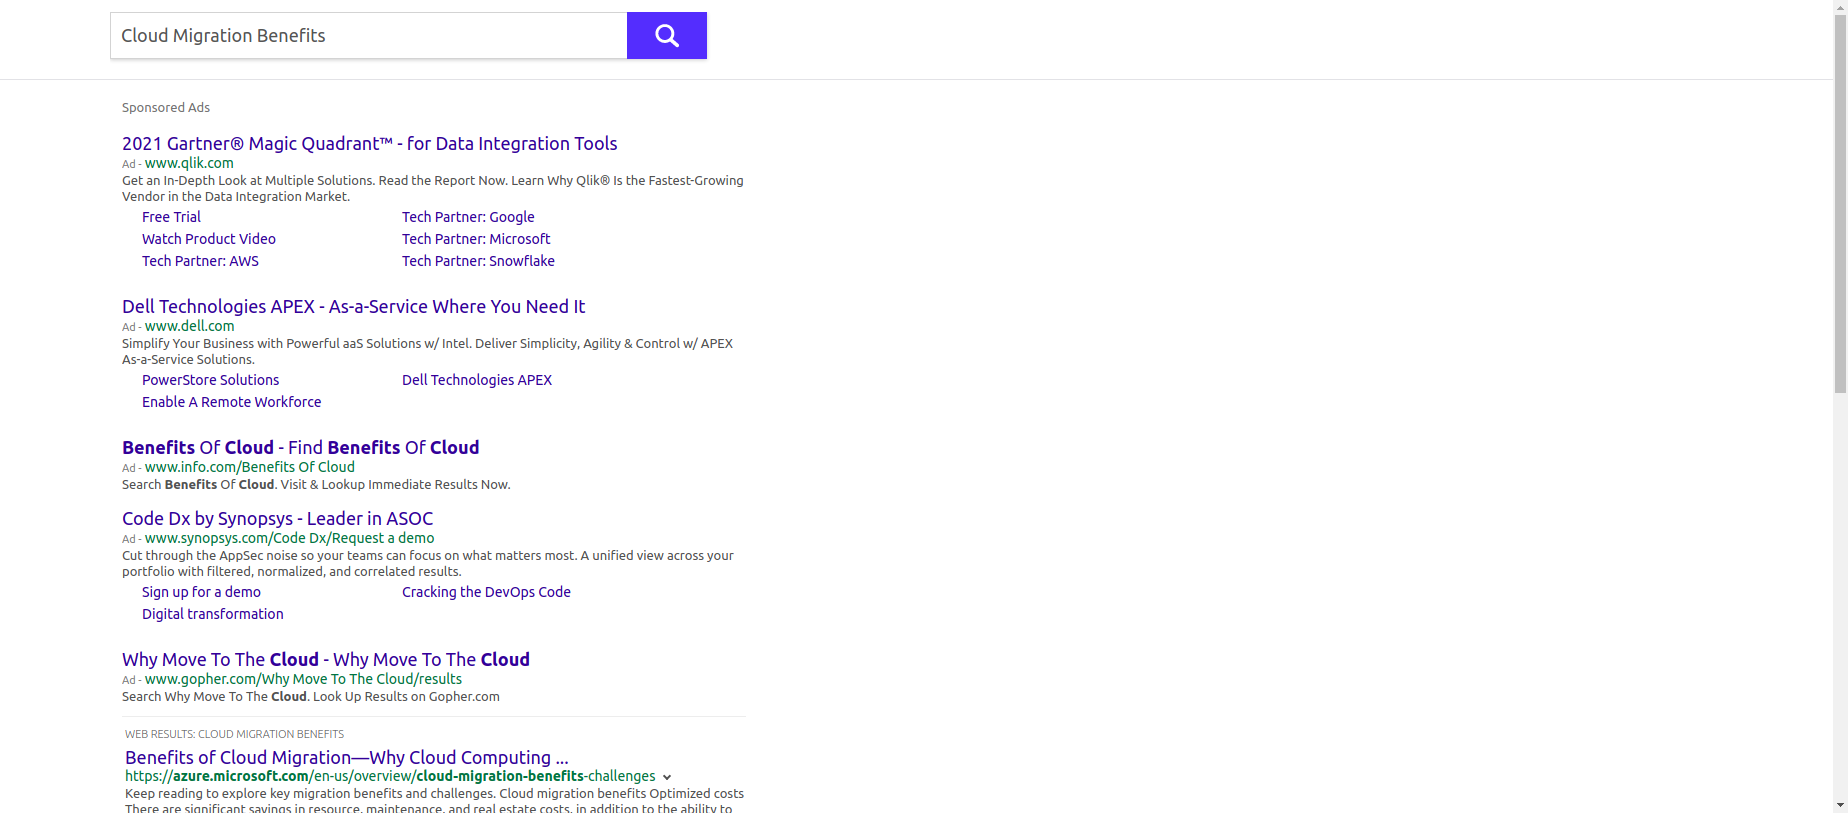 Cloud Migration Benefits
Sponsored Ads
2021 Gartner® Magic Quadrant™ - for Data Integration Tools
Ad - www.qlik.com
Get an In-Depth Look at Multiple Solutions. Read the Report Now. Learn Why Qlik® Is the Fastest-Growing
Vendor in the Data Integration Market.
Free Trial
Tech Partner: Google
Watch Product Video
Tech Partner: Microsoft
Tech Partner: AWS
Tech Partner: Snowflake
Dell Technologies APEX - As-a-Service Where You Need It
Ad - www.dell.com
Simplify Your Business with Powerful aaS Solutions w/ Intel. Deliver Simplicity, Agility & Control w/ APEX
As-a-Service Solutions.
PowerStore Solutions
Dell Technologies APEX
Enable A Remote Workforce
Benefits Of Cloud - Find Benefits Of Cloud
Ad - www.info.com/Benefits Of Cloud
Search Benefits Of Cloud. Visit & Lookup Immediate Results Now.
Code Dx by Synopsys - Leader in ASOC
Ad - www.synopsys.com/Code Dx/Request a demo
Cut through the AppSec noise so your teams can focus on what matters most. A unified view across your
portfolio with filtered, normalized, and correlated results.
Sign up for a demo
Cracking the DevOps Code
Digital transformation
Why Move To The Cloud - Why Move To The Cloud
Ad - www.gopher.com/Why Move To The Cloud/results
Search Why Move To The Cloud. Look Up Results on Gopher.com
WEB RESULTS: CLOUD MIGRATION BENEFITS
Benefits of Cloud Migration—Why Cloud Computing ...
https://azure.microsoft.com/en-us/overview/cloud-migration-benefits-challenges
Keep reading to explore key migration benefits and challenges. Cloud migration benefits Optimized costs
There are significant savings in resource, maintenance, and real estate costs, in addition to the ability to